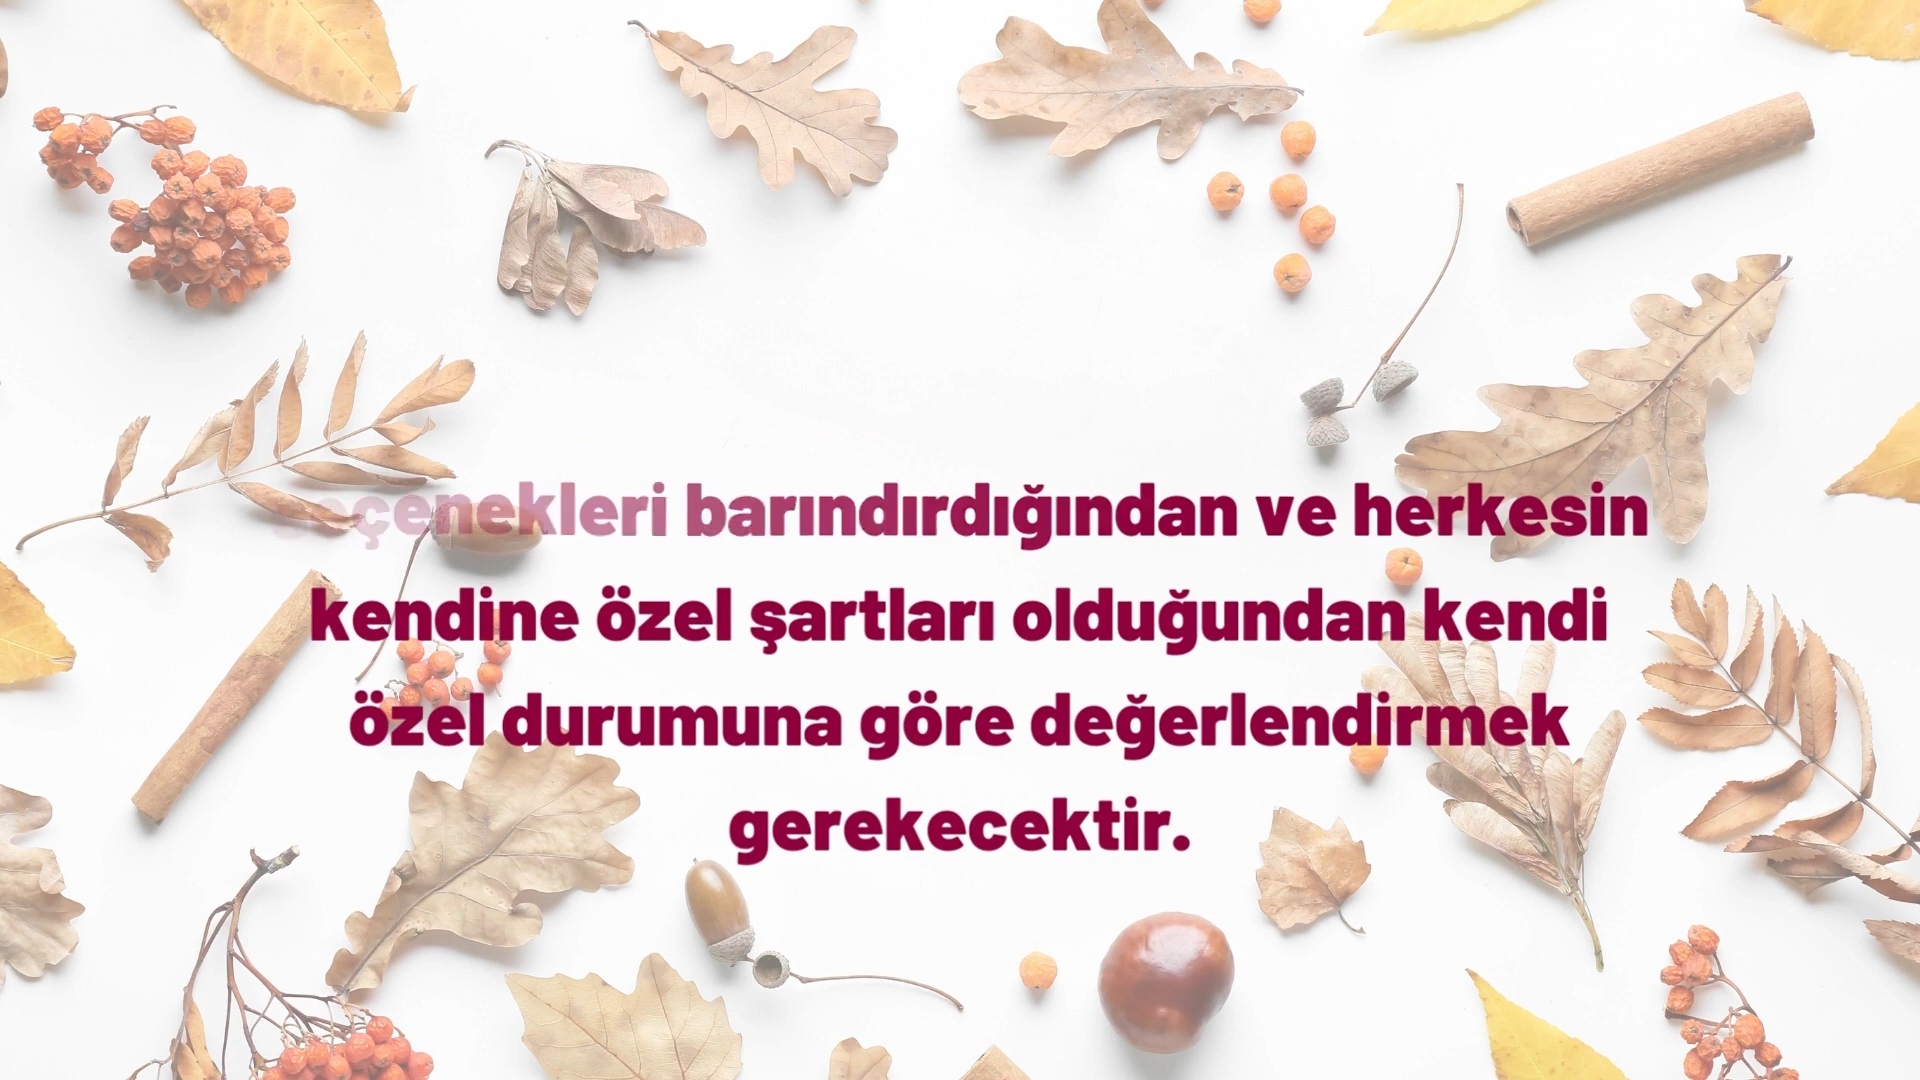 seçenekleri barındırdığından ve herkesin
kendine özel şartları olduğundan kendi
özel durumuna göre değerlendirmek
gerekecektir.